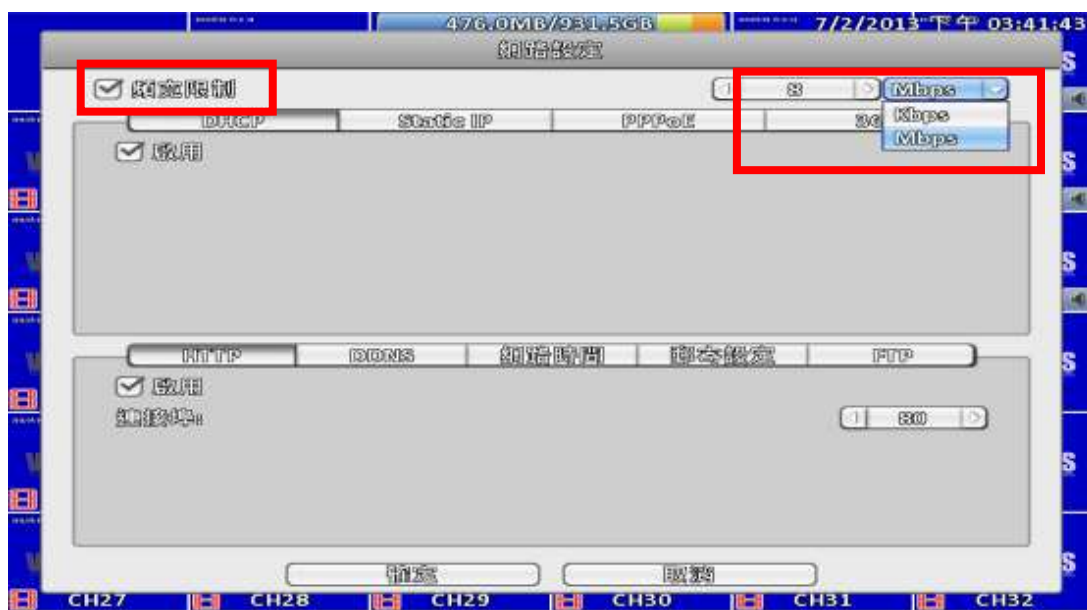 476.0MB/931.5GB 7/2/2013 下午 03:41:43
網路設定
頻寬限制 8 Mbps
Kbps
Mbps
DHCP Static IP PPPoE 3G
啟用
HTTP DDNS 網路時間 郵寄設定 FTP
啟用
連接埠: 80
確定 取消
CH27 CH28 CH29 CH30 CH31 CH32